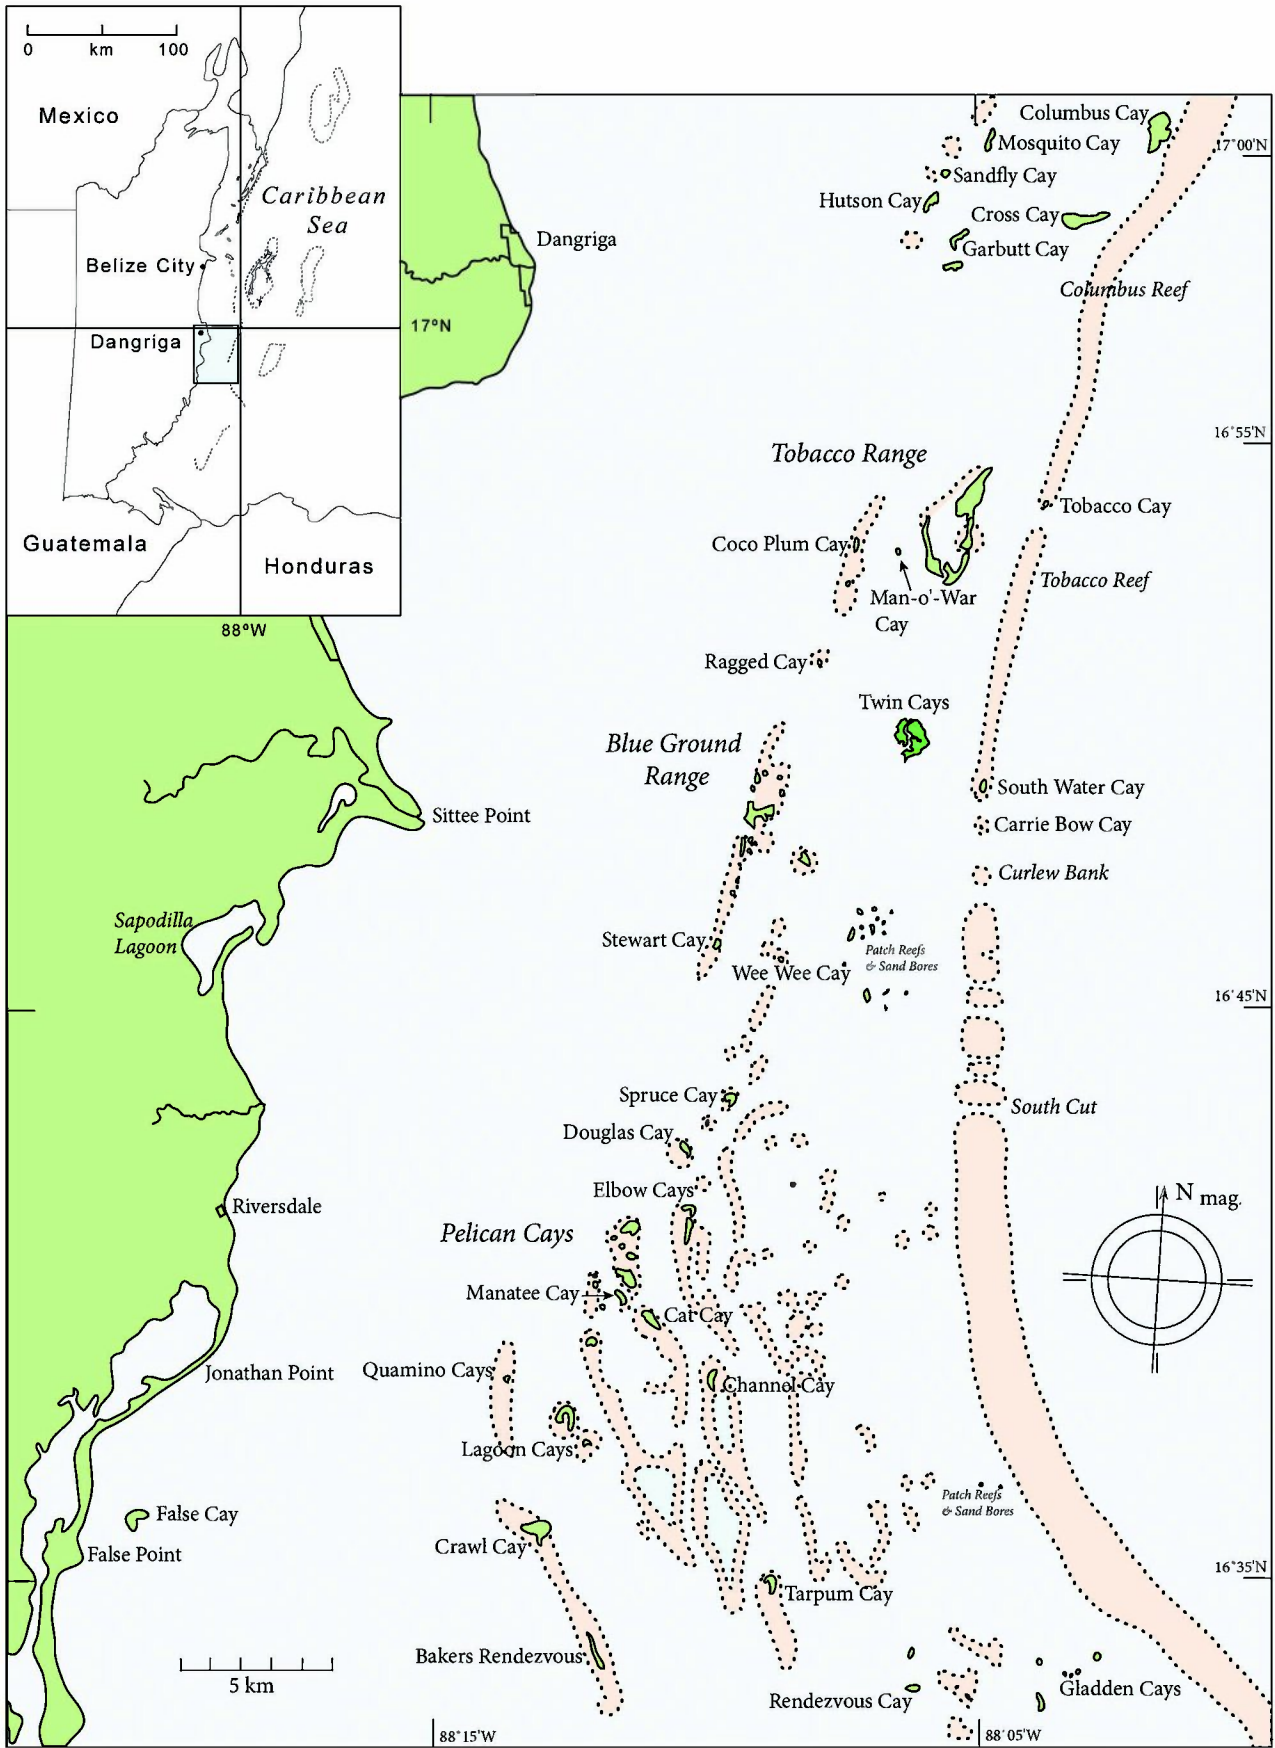 0 km 100
Mexico
Caribbean
Sea
Belize City
Dangriga
Guatemala
Honduras
17°N
88°W
Columbus Cay
Mosquito Cay
17°00'N
Sandfly Cay
Hutson Cay
Cross Cay
Garbutt Cay
Dangriga
Columbus Reef
16°55'N
Tobacco Range
Tobacco Cay
Coco Plum Cay
Tobacco Reef
Man-o'-War
Cay
Ragged Cay
Twin Cays
Blue Ground
Range
South Water Cay
Sittee Point
Carrie Bow Cay
Curlew Bank
Sapodilla
Lagoon
Stewart Cay
Patch Reefs
& Sand Bores
Wee Wee Cay
16°45'N
Spruce Cay
South Cut
Douglas Cay
Elbow Cays
N mag.
Riversdale
Pelican Cays
Manatee Cay
Cat Cay
Quamino Cays
Jonathan Point
Channel Cay
Lagoon Cays
Patch Reefs
& Sand Bores
False Cay
Crawl Cay
False Point
16°35'N
Tarpum Cay
Bakers Rendezvous
5 km
Rendezvous Cay
Gladden Cays
88°15'W
88°05'W